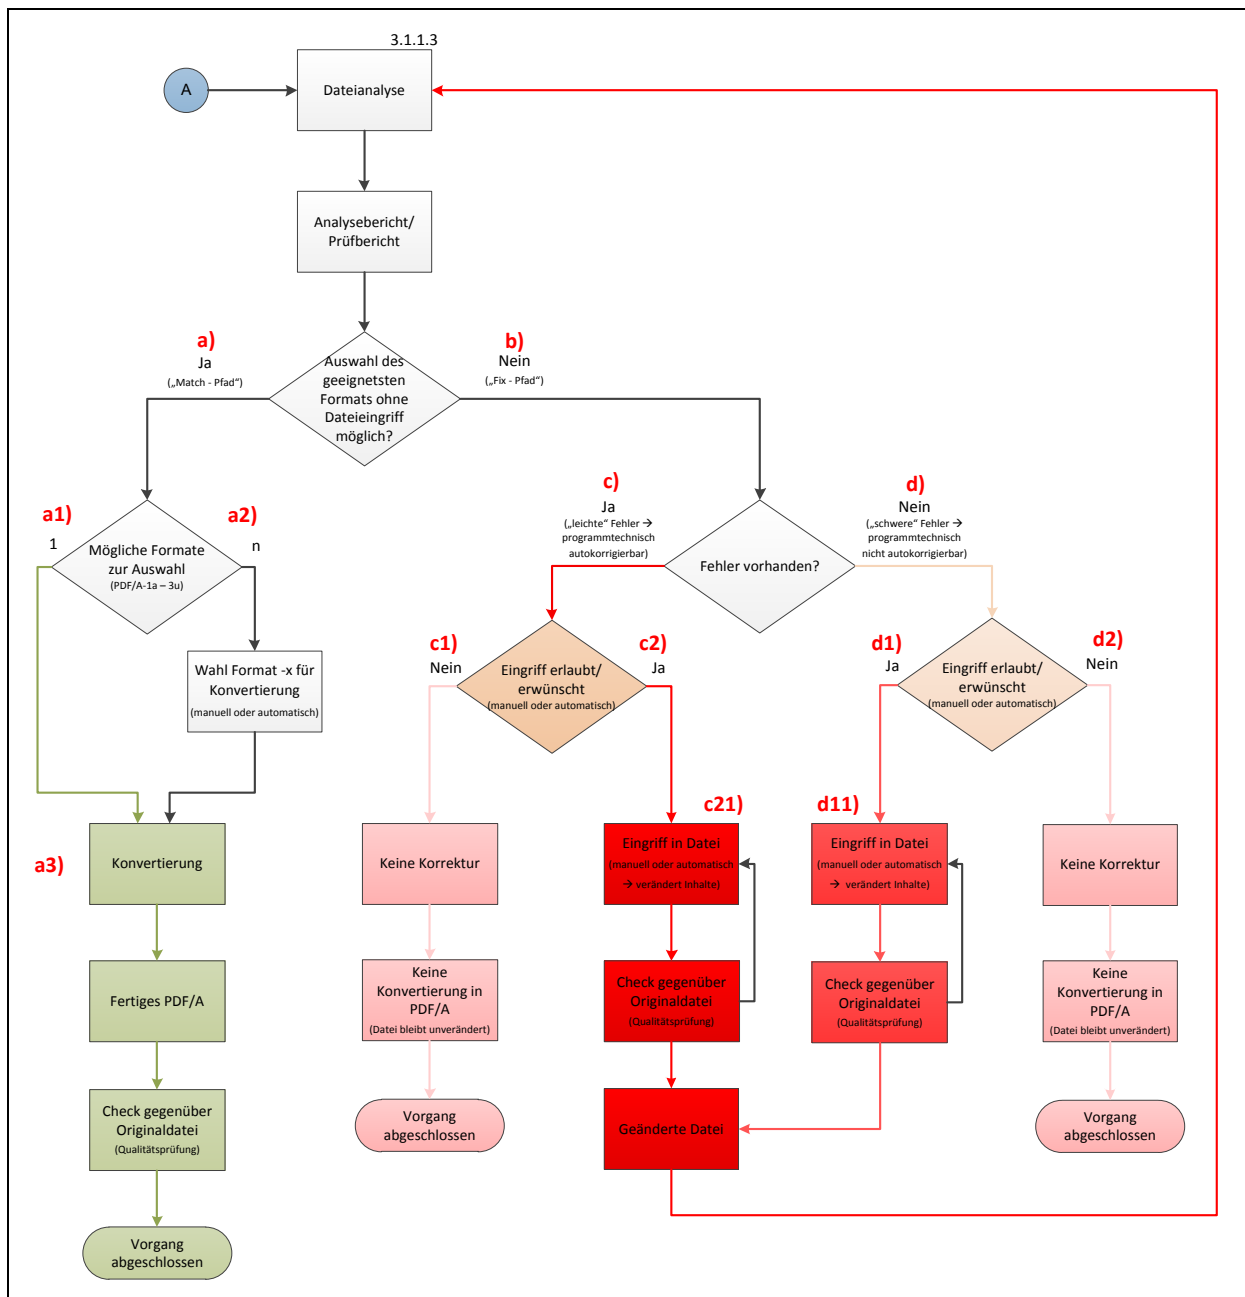 3.1.1.3
A
Dateianalyse
Analysebericht/
Prüfbericht
a)
Ja
(„Match - Pfad“)
b)
Nein
(„Fix - Pfad“)
Auswahl des
geeignetsten
Formats ohne
Dateieingriff
möglich?
a1)
1
a2)
n
Mögliche Formate
zur Auswahl
(PDF/A-1a – 3u)
c)
Ja
(„leichte“ Fehler →
programmtechnisch
autokorrigierbar)
d)
Nein
(„schwere“ Fehler →
programmtechnisch
nicht autokorrigierbar)
Fehler vorhanden?
Wahl Format -x für
Konvertierung
(manuell oder automatisch)
c1)
Nein
c2)
Ja
Eingriff erlaubt/
erwünscht
(manuell oder automatisch)
d1)
Ja
d2)
Nein
Eingriff erlaubt/
erwünscht
(manuell oder automatisch)
a3)
Konvertierung
Keine Korrektur
c21)
Eingriff in Datei
(manuell oder automatisch
→ verändert Inhalte)
d11)
Eingriff in Datei
(manuell oder automatisch
→ verändert Inhalte)
Keine Korrektur
Fertiges PDF/A
Keine
Konvertierung in
PDF/A
(Datei bleibt unverändert)
Check gegenüber
Originaldatei
(Qualitätsprüfung)
Check gegenüber
Originaldatei
(Qualitätsprüfung)
Keine
Konvertierung in
PDF/A
(Datei bleibt unverändert)
Check gegenüber
Originaldatei
(Qualitätsprüfung)
Vorgang
abgeschlossen
Geänderte Datei
Vorgang
abgeschlossen
Vorgang
abgeschlossen